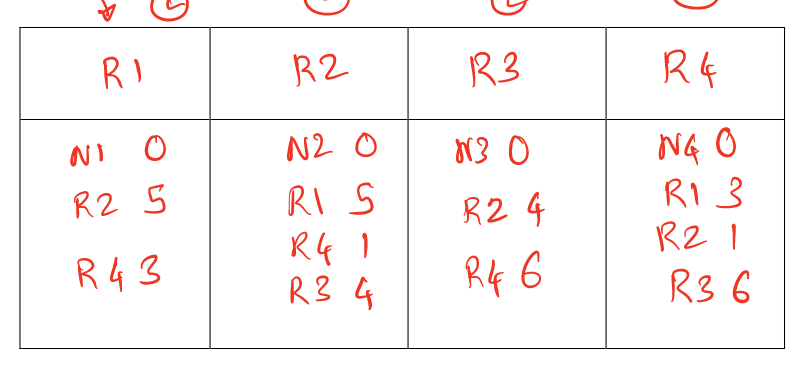 R1 R2 R3 R4
N1 0 N2 0 N3 0 N4 0
R2 5 R1 5 R2 4 R1 3
R4 3 R4 1 R4 6 R2 1
R3 4 R3 6